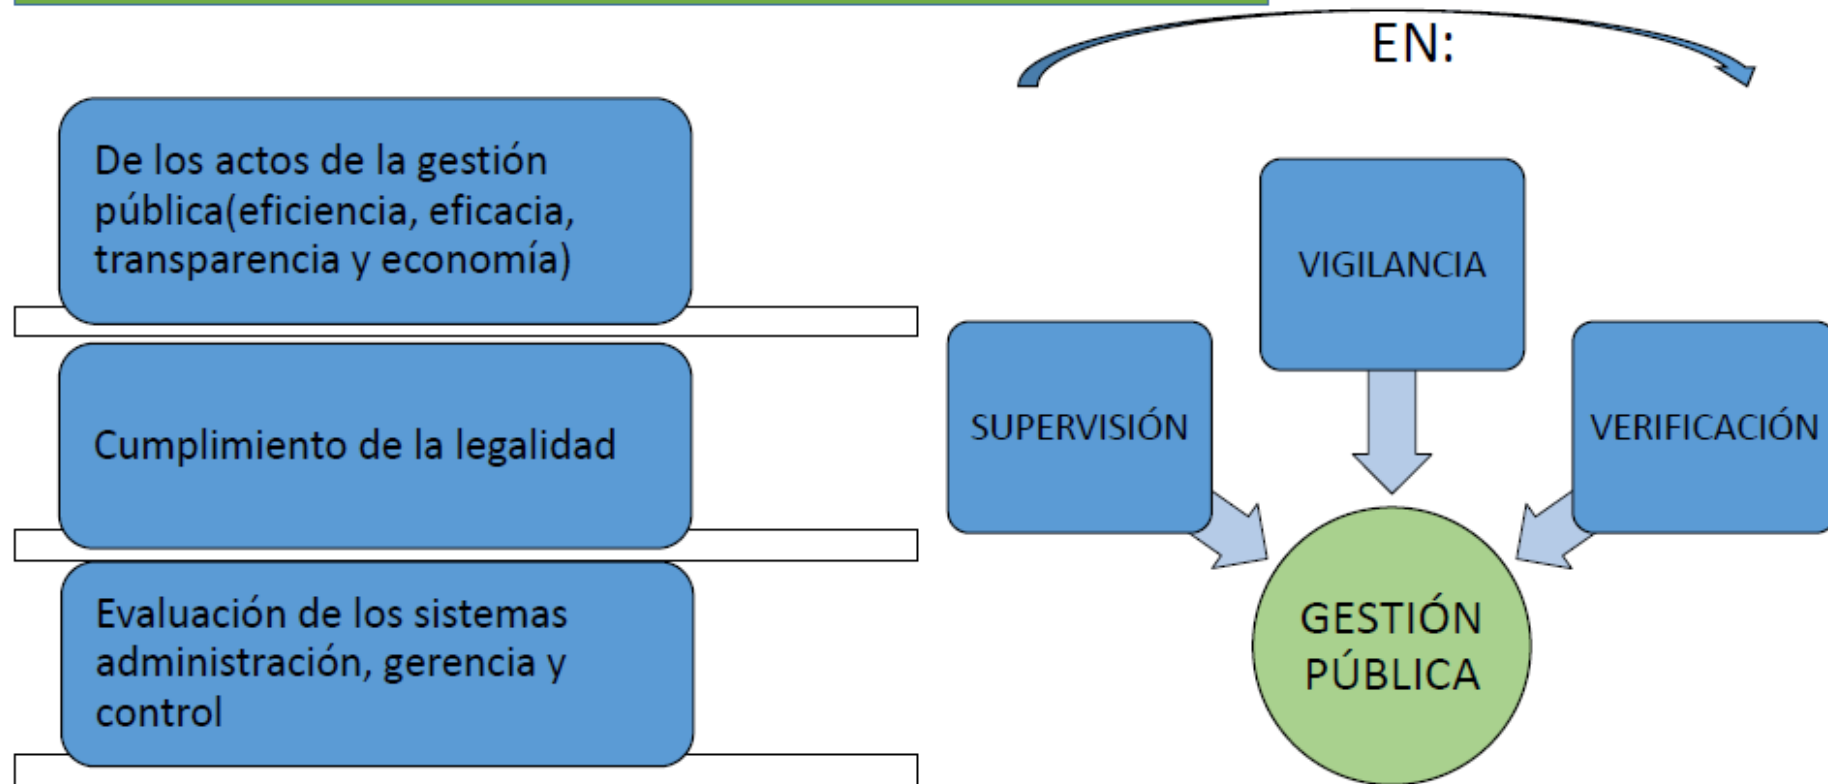 EN:
De los actos de la gestión
pública(eficiencia, eficacia,
transparencia y economía)
Cumplimiento de la legalidad
Evaluación de los sistemas
administración, gerencia y
control
VIGILANCIA
SUPERVISIÓN
VERIFICACIÓN
GESTIÓN
PÚBLICA